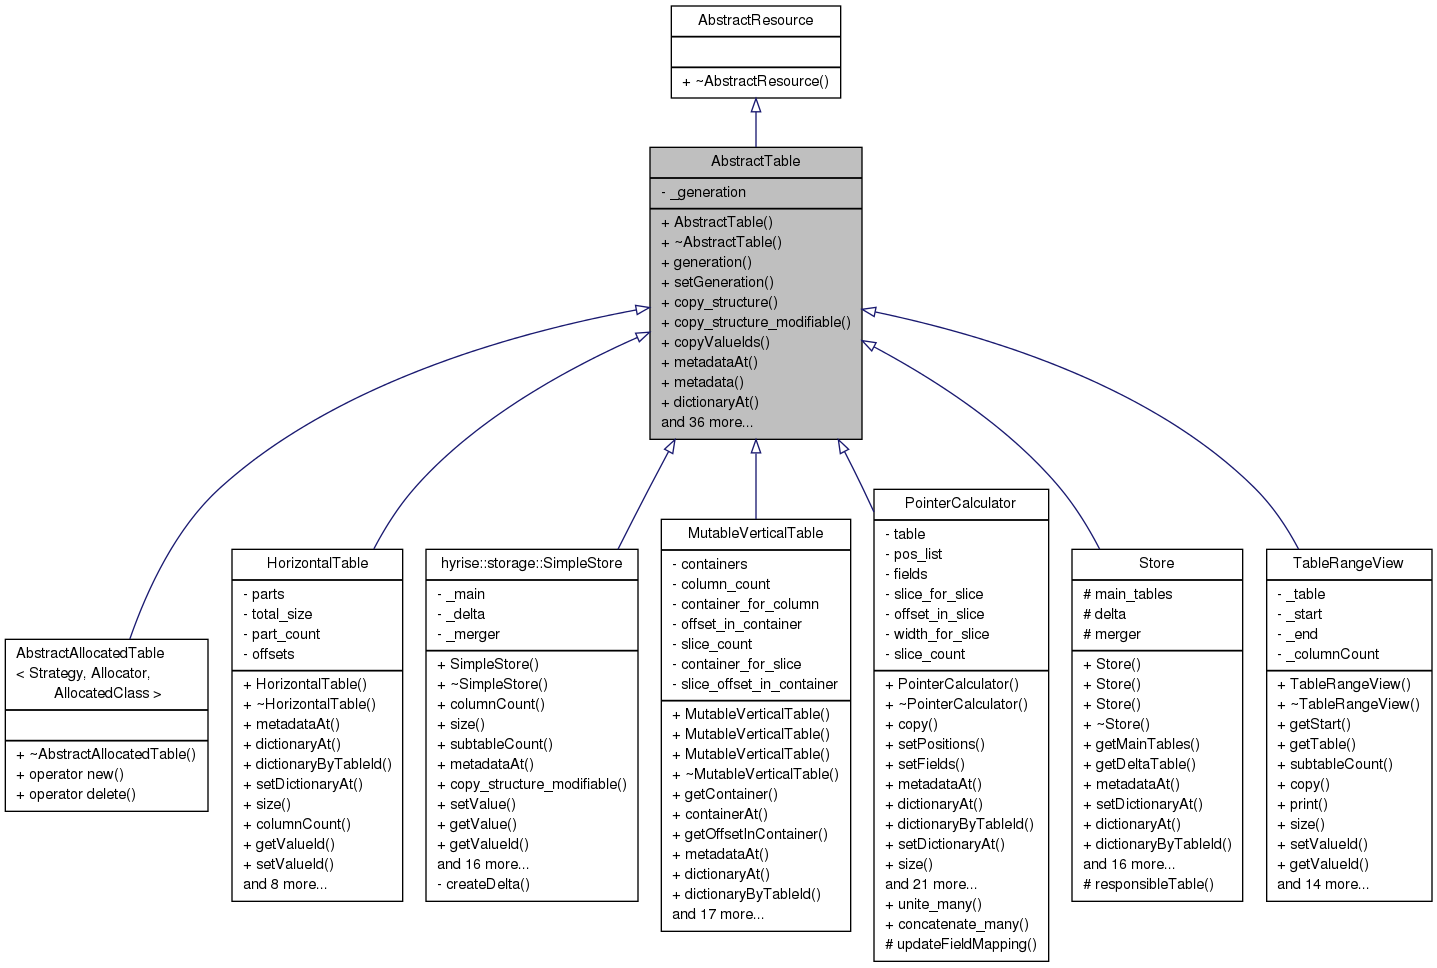 AbstractResource
+ ~AbstractResource()
AbstractTable
- _generation
+ AbstractTable()
+ ~AbstractTable()
+ generation()
+ setGeneration()
+ copy_structure()
+ copy_structure_modifiable()
+ copyValueIds()
+ metadataAt()
+ metadata()
+ dictionaryAt()
and 36 more...
AbstractAllocatedTable
< Strategy, Allocator,
AllocatedClass >
+ ~AbstractAllocatedTable()
+ operator new()
+ operator delete()
HorizontalTable
- parts
- total_size
- part_count
- offsets
+ HorizontalTable()
+ ~HorizontalTable()
+ metadataAt()
+ dictionaryAt()
+ dictionaryByTableId()
+ setDictionaryAt()
+ size()
+ columnCount()
+ getValueId()
+ setValueId()
and 8 more...
hyrise::storage::SimpleStore
- _main
- _delta
- _merger
+ SimpleStore()
+ ~SimpleStore()
+ columnCount()
+ size()
+ subtableCount()
+ metadataAt()
+ copy_structure_modifiable()
+ setValue()
+ getValue()
+ getValueId()
and 16 more...
- createDelta()
MutableVerticalTable
- containers
- column_count
- container_for_column
- offset_in_container
- slice_count
- container_for_slice
- slice_offset_in_container
+ MutableVerticalTable()
+ MutableVerticalTable()
+ MutableVerticalTable()
+ ~MutableVerticalTable()
+ getContainer()
+ containerAt()
+ getOffsetInContainer()
+ metadataAt()
+ dictionaryAt()
+ dictionaryByTableId()
and 17 more...
PointerCalculator
- table
- pos_list
- fields
- slice_for_slice
- offset_in_slice
- width_for_slice
- slice_count
+ PointerCalculator()
+ ~PointerCalculator()
+ copy()
+ setPositions()
+ setFields()
+ metadataAt()
+ dictionaryAt()
+ dictionaryByTableId()
+ setDictionaryAt()
+ size()
and 21 more...
+ unite_many()
+ concatenate_many()
# updateFieldMapping()
Store
# main_tables
# delta
# merger
+ Store()
+ Store()
+ Store()
+ ~Store()
+ getMainTables()
+ getDeltaTable()
+ metadataAt()
+ setDictionaryAt()
+ dictionaryAt()
+ dictionaryByTableId()
and 16 more...
# responsibleTable()
TableRangeView
- _table
- _start
- _end
- _columnCount
+ TableRangeView()
+ ~TableRangeView()
+ getStart()
+ getTable()
+ subtableCount()
+ copy()
+ print()
+ size()
+ setValueId()
+ getValueId()
and 14 more...